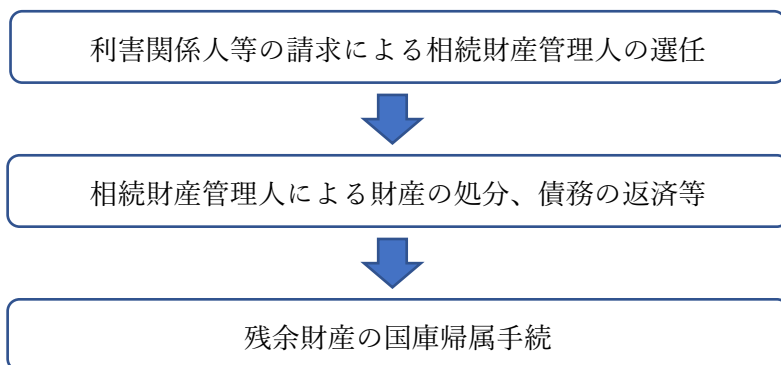 利害関係人等の請求による相続財産管理人の選任
相続財産管理人による財産の処分、債務の返済等
残余財産の国庫帰属手続